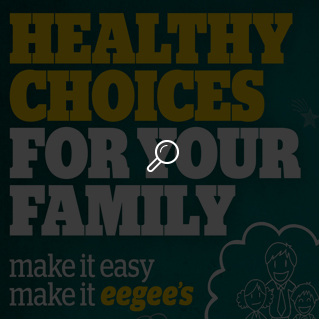 HEALTHY
CHOICES
FOR YOUR
FAMILY
make it easy
make it eegee's